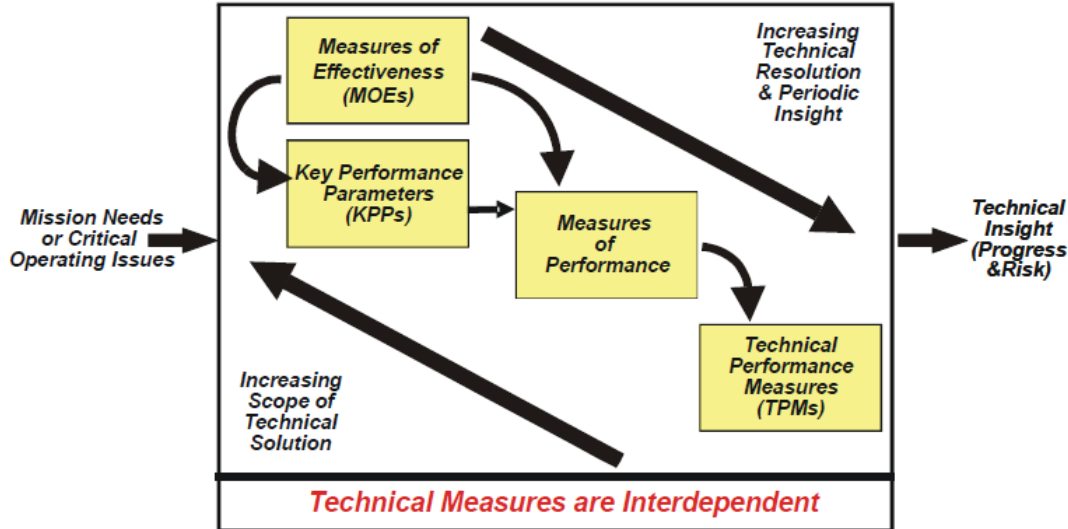 Measures of
Effectiveness
(MOEs)
Increasing
Technical
Resolution
& Periodic
Insight
Key Performance
Parameters
(KPPs)
Mission Needs
or Critical
Operating Issues
Measures
of
Performance
Technical
Insight
(Progress
&Risk)
Technical
Performance
Measures
(TPMs)
Increasing
Scope of
Technical
Solution
Technical Measures are Interdependent